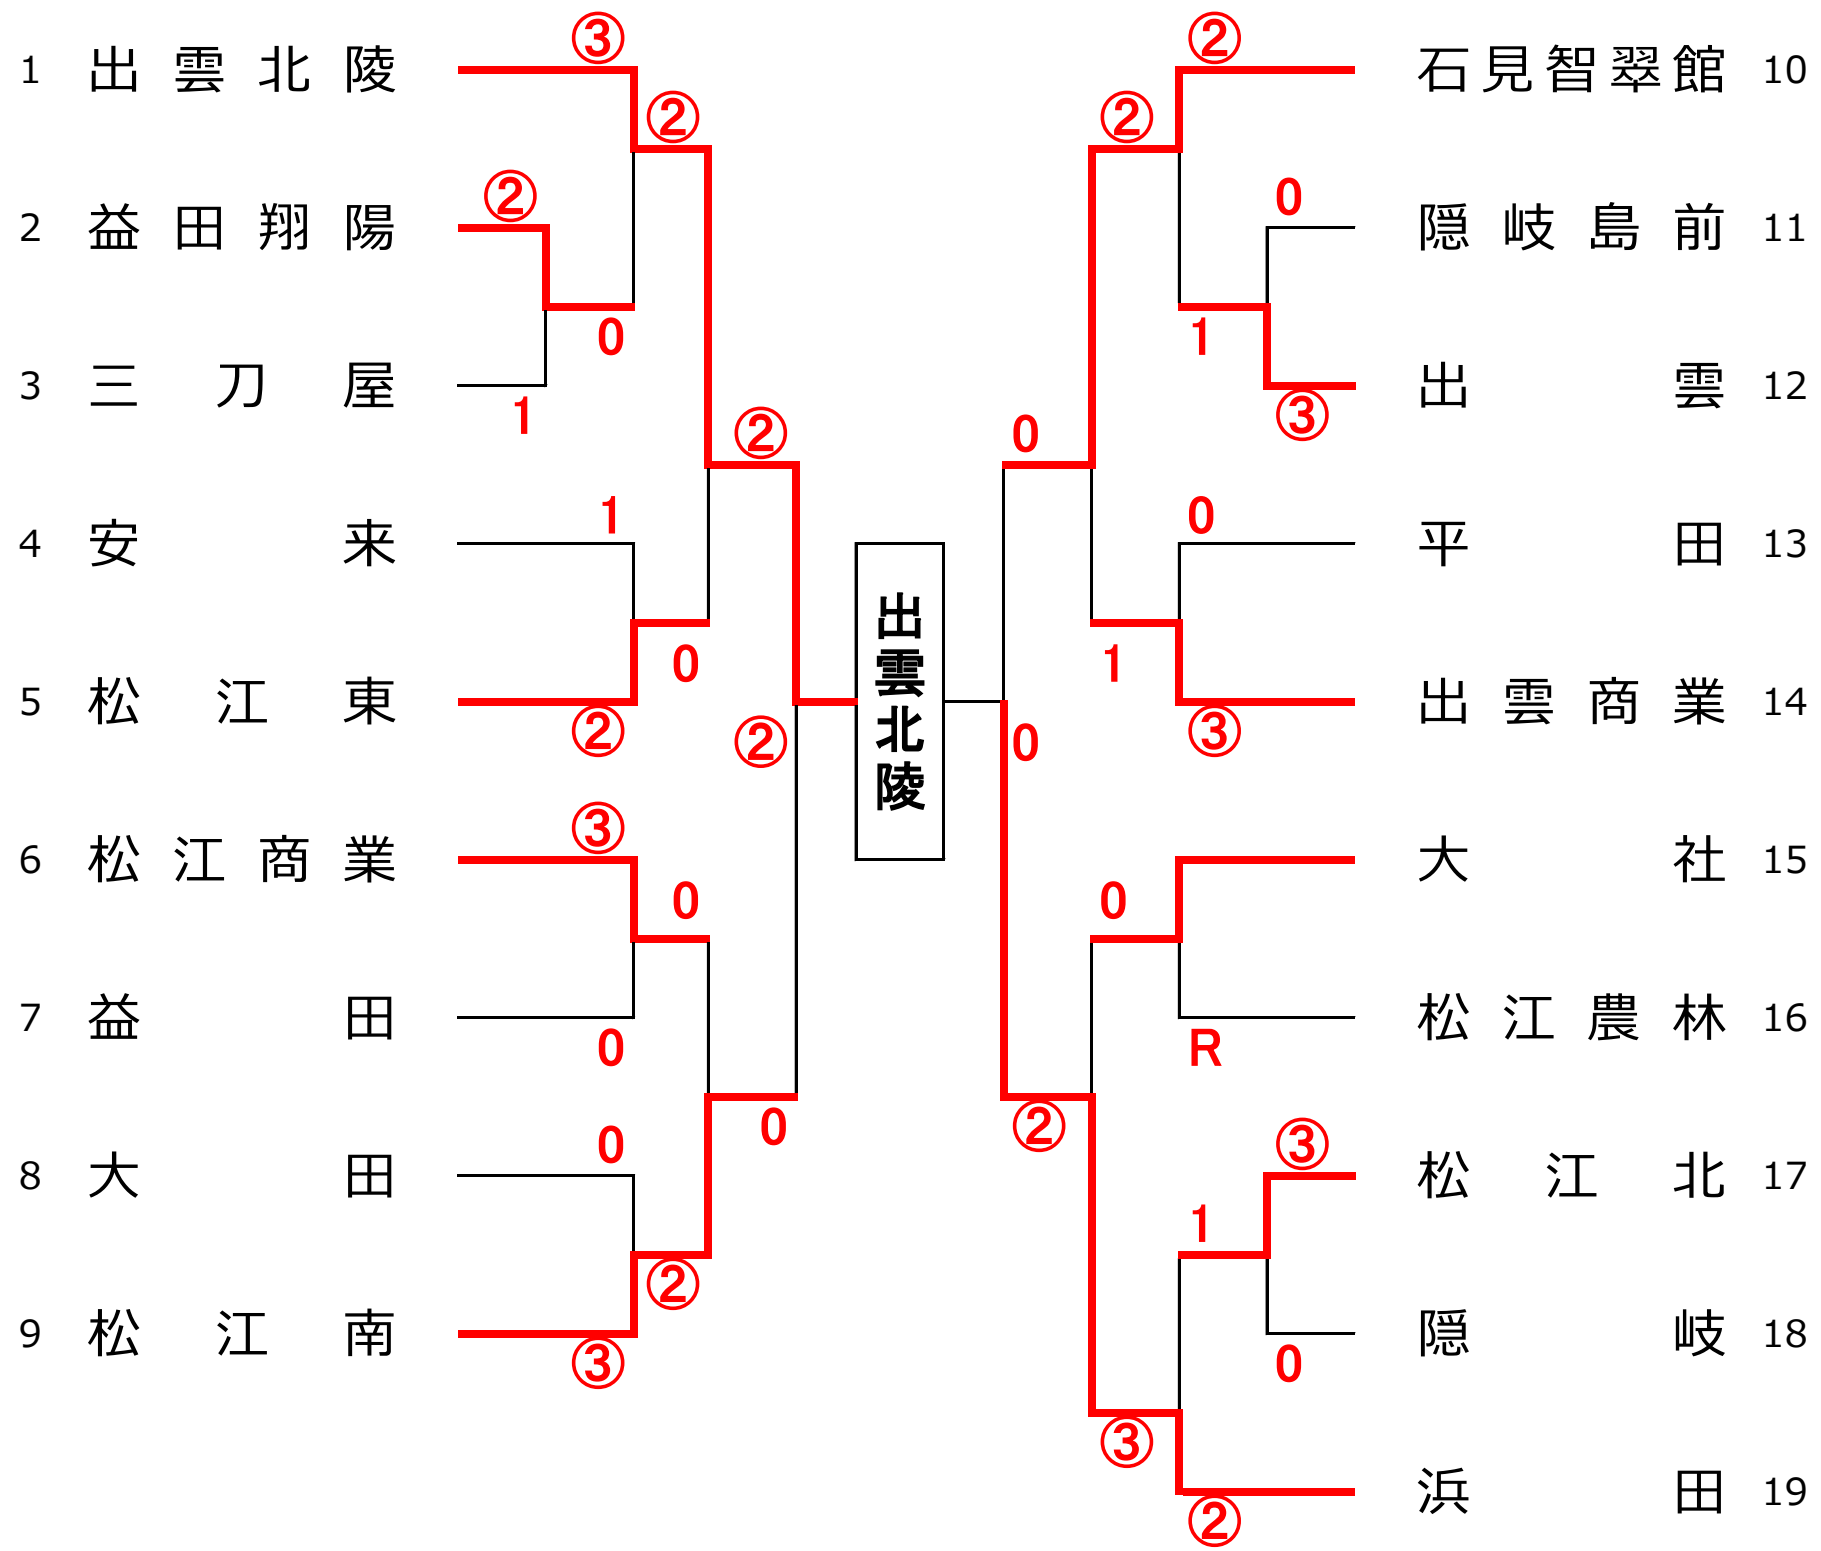 ③
1 出雲北陵
②
②
2 益田翔陽
0
3 三刀屋
1
②
1
4 安来
0
5 松江東
②
②
③
6 松江商業
0
7 益田
0
0
0
8 大田
②
9 松江南
③
出雲北陵
②
石見智翠館 10
②
0
隠岐島前 11
1
出雲 12
③
0
0
平田 13
1
出雲商業 14
③
0
大社 15
0
松江農林 16
R
②
③
松江北 17
1
隠岐 18
0
③
浜田 19
②